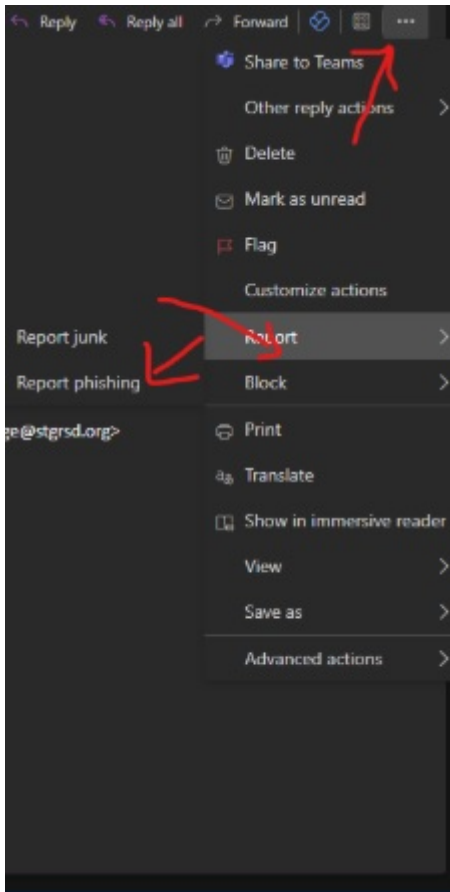 Reply Reply all Forward
Share to Teams
Other reply actions
Delete
Mark as unread
Flag
Customize actions
Report junk Report
Report phishing Block
ge@stgrsd.org>
Print
Translate
Show in immersive reader
View
Save as
Advanced actions